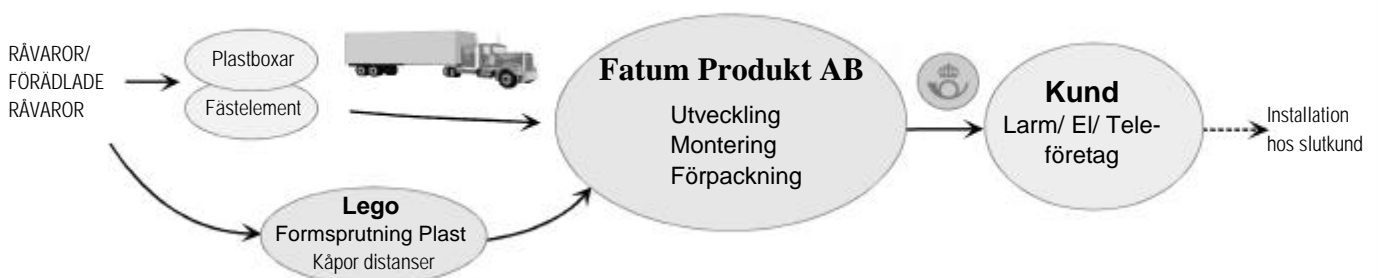 RÅVAROR/
FÖRÄDLADE
RÅVAROR
Plastboxar
Fästelement
Lego
Formsprutning Plast
Kåpor distanser
Fatum Produkt AB
Utveckling
Montering
Förpackning
Kund
Larm/ El/ Tele-
företag
Installation
hos slutkund